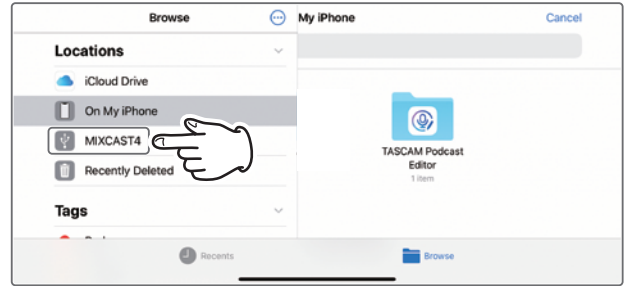 Browse
My iPhone
Cancel
Locations
iCloud Drive
On My iPhone
MIXCAST4
Recently Deleted
Tags
TASCAM Podcast
Editor
1 item
Recents
Browse